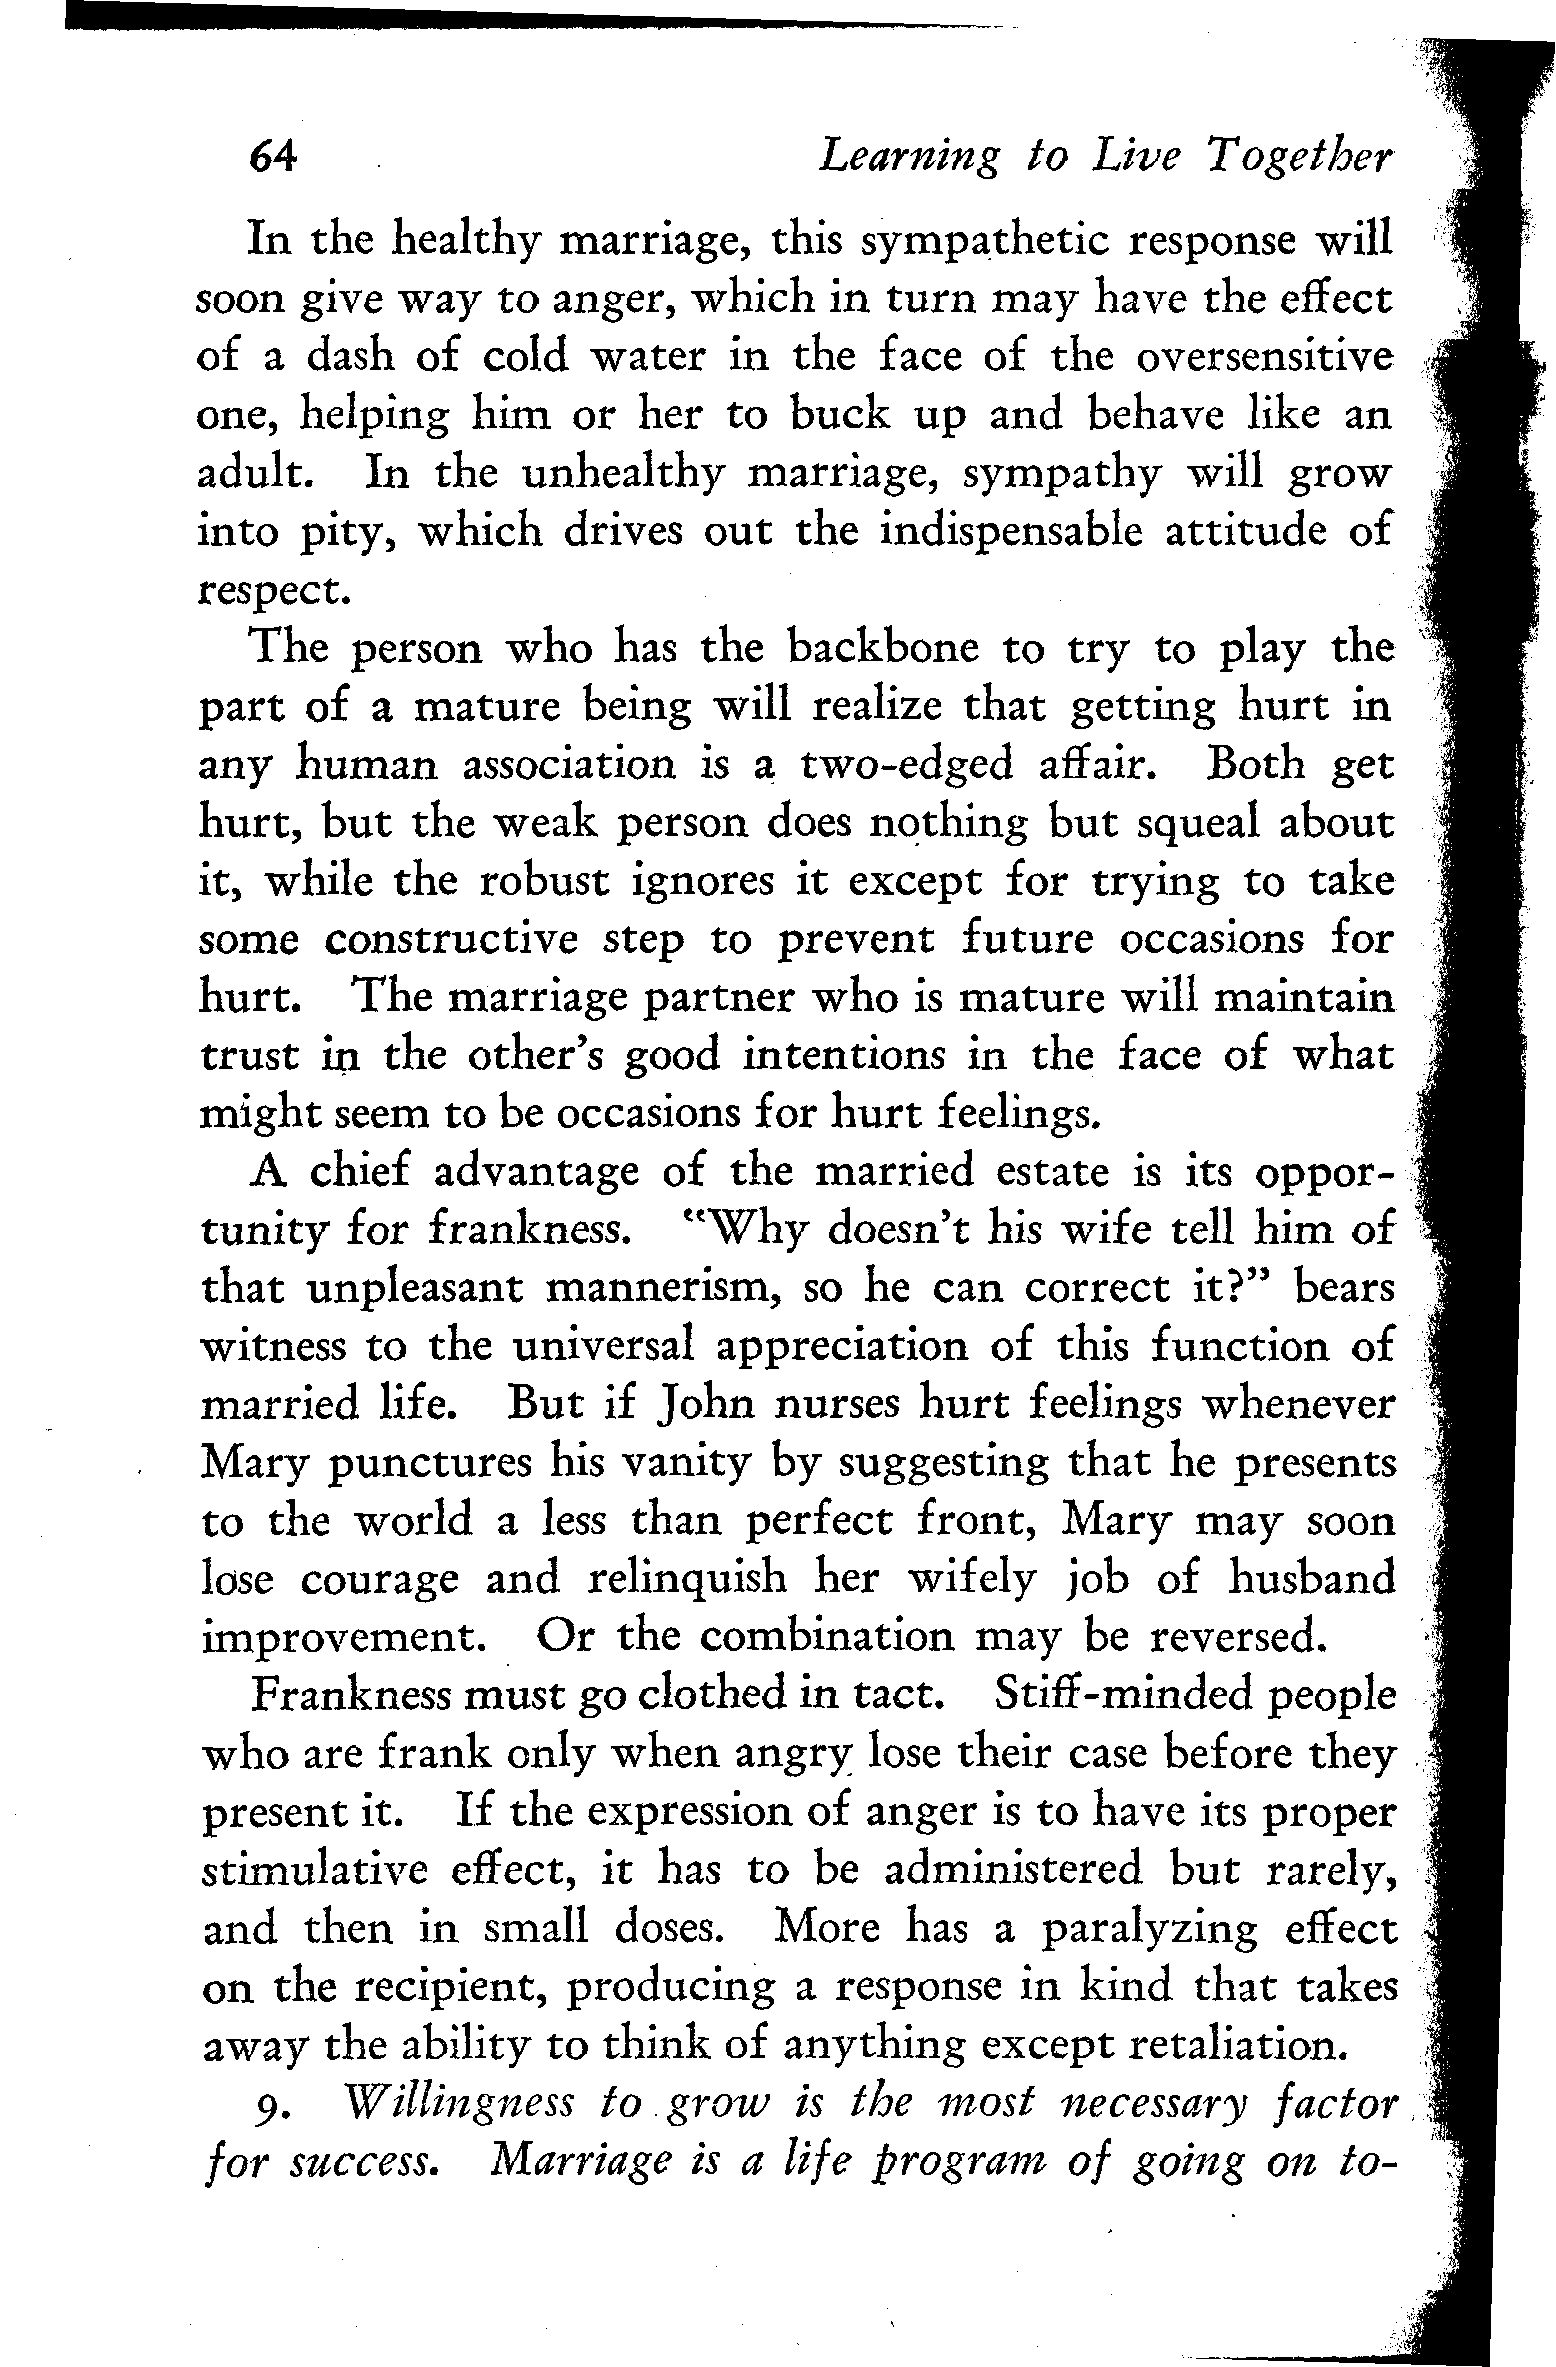 64 Learning to Live Together
In the healthy marriage, this sympathetic response will
soon give way to anger, which in turn may have the effect
of a dash of cold water in the face of the oversensitive
one, helping him or her to buck up and behave like an
adult. In the unhealthy marriage, sympathy will grow
into pity, which drives out the indispensable attitude of
respect.
The person who has the backbone to try to play the
part of a mature being will realize that getting hurt in
any human association is a two-edged affair. Both get
hurt, but the weak person does nothing but squeal about
it, while the robust ignores it except for trying to take
some constructive step to prevent future occasions for
hurt. The marriage partner who is mature will maintain
trust in the other's good intentions in the face of what
might seem to be occasions for hurt feelings.
A chief advantage of the married estate is its oppor-
tunity for frankness. "Why doesn't his wife tell him of
that unpleasant mannerism, so he can correct it?" bears
witness to the universal appreciation of this function of
married life. But if John nurses hurt feelings whenever
Mary punctures his vanity by suggesting that he presents
to the world a less than perfect front, Mary may soon
lose courage and relinquish her wifely job of husband
improvement. Or the combination may be reversed.
Frankness must go clothed in tact. Stiff-minded people
who are frank only when angry lose their case before they
present it. If the expression of anger is to have its proper
stimulative effect, it has to be administered but rarely,
and then in small doses. More has a paralyzing effect
on the recipient, producing a response in kind that takes
away the ability to think of anything except retaliation.
9. Willingness to grow is the most necessary factor
for success. Marriage is a life program of going on to-